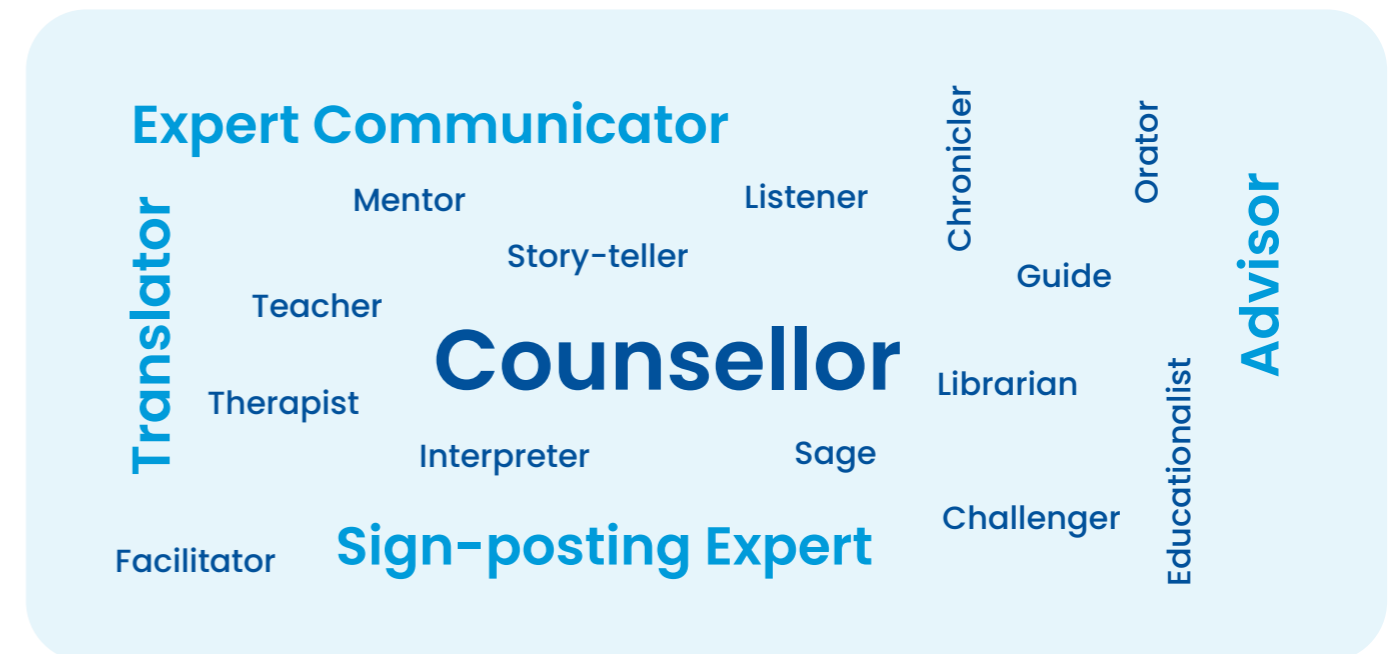 Expert Communicator
Chronicler
Orator
Mentor
Listener
Translator
Advisor
Story-teller
Guide
Teacher
Counsellor
Librarian
Therapist
Educationalist
Interpreter
Sage
Challenger
Sign-posting Expert
Facilitator